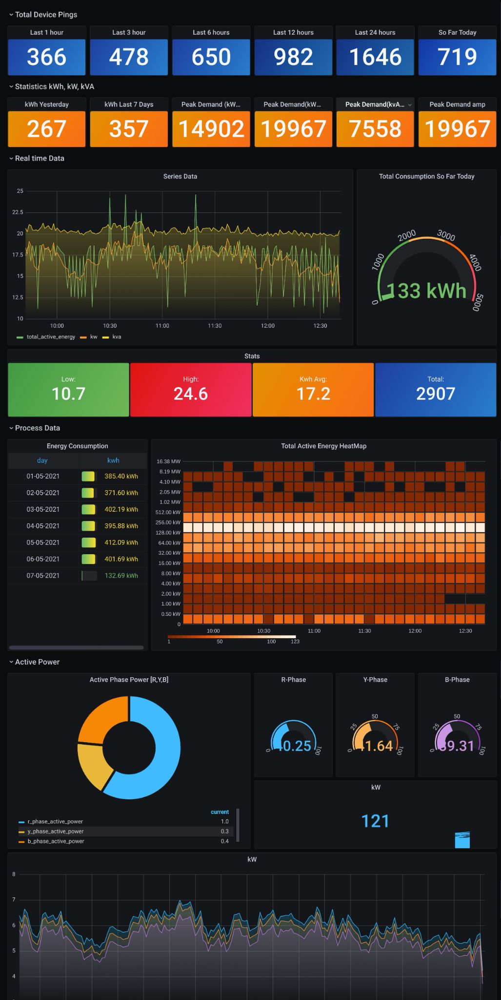 Total Device Pings
Last 1 hour
Last 3 hour
Last 6 hours
Last 12 hours
Last 24 hours
So Far Today
366
478
650
982
1646
719
Statistics kWh, kW, kVA
kWh Yesterday
kWh Last 7 Days
Peak Demand (kW...
Peak Demand(kW...
Peak Demand(kvA...
Peak Demand amp
267
357
14902
19967
7558
19967
Real time Data
Series Data
25
22.5
20
17.5
15
12.5
10
10:00
10:30
11:00
11:30
12:00
12:30
total_active_energy
kw
kva
Total Consumption So Far Today
0
1000
2000
3000
4000
5000
133 kWh
Stats
Low:
10.7
High:
24.6
Kwh Avg:
17.2
Total:
2907
Process Data
Energy Consumption
day kwh
01-05-2021 385.40 kWh
02-05-2021 371.60 kWh
03-05-2021 402.19 kWh
04-05-2021 395.88 kWh
05-05-2021 412.09 kWh
06-05-2021 401.69 kWh
07-05-2021 132.69 kWh
Total Active Energy HeatMap
16.38 MW
8.19 MW
4.10 MW
2.05 MW
1.02 MW
512.00 kW
256.00 kW
128.00 kW
64.00 kW
32.00 kW
16.00 kW
8.00 kW
4.00 kW
2.00 kW
1.00 kW
0.50 kW
0
10:00
10:30
11:00
11:30
12:00
12:30
1
50
100
123
Active Power
Active Phase Power [R,Y,B]
current
r_phase_active_power 1.0
y_phase_active_power 0.3
b_phase_active_power 0.4
R-Phase
0
100
40.25
Y-Phase
0
25
50
75
100
41.64
B-Phase
0
25
50
75
100
39.31
kW
121
kW
8
7
6
5
4